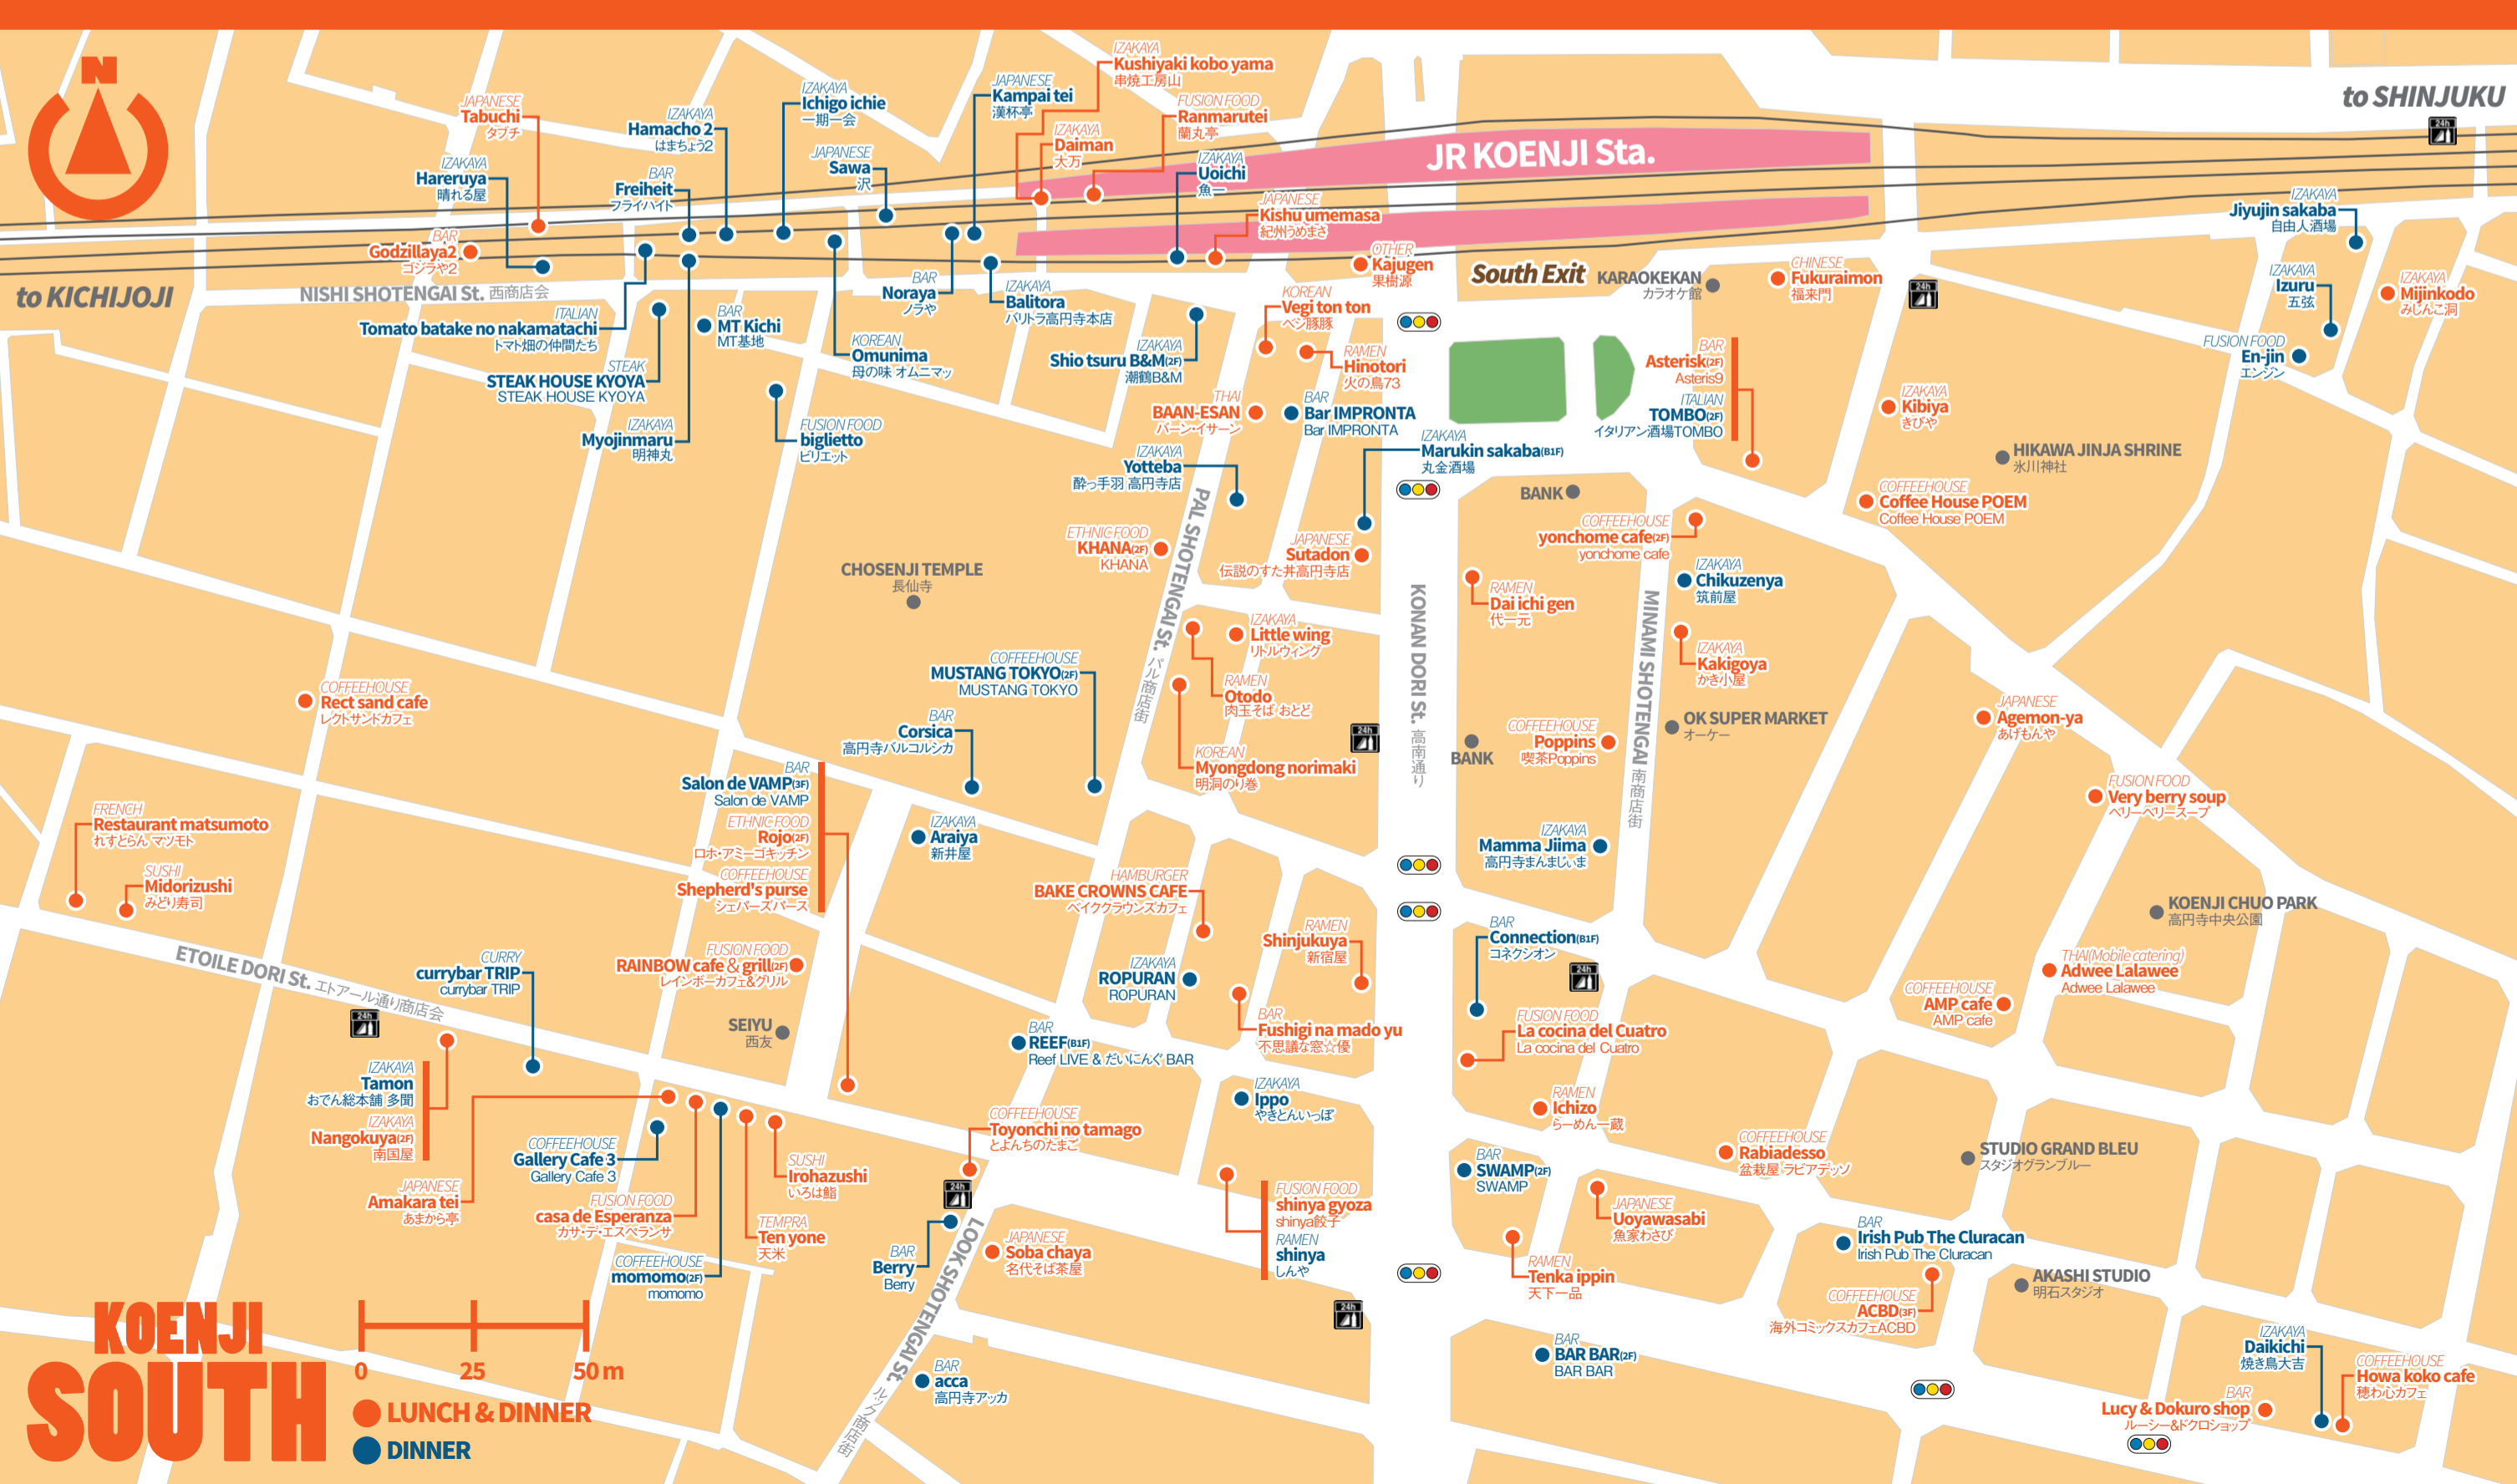 N
to SHINJUKU
24h
JR KOENJI Sta.
South Exit
to KICHIJOJI
NISHI SHOTENGAI St. 西商店会
IZAKAYA
Kushiyaki kobo yama
串焼工房山
JAPANESE
Tabuchi
タブチ
IZAKAYA
Hamacho 2
はまちょう2
IZAKAYA
Ichigo ichie
一期一会
JAPANESE
Kampai tei
漢杯亭
FUSION FOOD
Ranmarutei
蘭丸亭
IZAKAYA
Daiman
大万
IZAKAYA
Hareruya
晴れる屋
BAR
Freiheit
フライハイト
JAPANESE
Sawa
沢
IZAKAYA
Uoichi
魚一
JAPANESE
Kishu umemasa
紀州うめまさ
BAR
Godzillaya2
ゴジラや2
OTHER
Kajugen
果樹源
KARAOKEKAN
カラオケ館
CHINESE
Fukuraimon
福来門
24h
IZAKAYA
Jiyujin sakaba
自由人酒場
IZAKAYA
Izuru
五弦
IZAKAYA
Mijinkodo
みじんこ洞
FUSION FOOD
En-jin
エンジン
ITALIAN
Tomato batake no nakamatachi
トマト畑の仲間たち
BAR
MT Kichi
MT基地
BAR
Noraya
ノラや
IZAKAYA
Balitora
バリトラ高円寺本店
KOREAN
Vegi ton ton
ベジ豚豚
STEAK
STEAK HOUSE KYOYA
STEAK HOUSE KYOYA
KOREAN
Omunima
母の味 オムニマッ
IZAKAYA
Shio tsuru B&M(2F)
潮鶴B&M
RAMEN
Hinotori
火の鳥73
BAR
Asterisk(2F)
Asteris9
ITALIAN
TOMBO(2F)
イタリアン酒場TOMBO
IZAKAYA
Kibiya
きびや
IZAKAYA
Myojinmaru
明神丸
FUSION FOOD
biglietto
ビリエット
THAI
BAAN-ESAN
バーン・イサーン
BAR
Bar IMPRONTA
Bar IMPRONTA
IZAKAYA
Marukin sakaba(B1F)
丸金酒場
IZAKAYA
Yotteba
酔っ手羽 高円寺店
HIKAWA JINJA SHRINE
氷川神社
BANK
COFFEEHOUSE
Coffee House POEM
Coffee House POEM
PAL SHOTENGAI St. パル商店街
ETHNIC FOOD
KHANA(2F)
KHANA
JAPANESE
Sutadon
伝説のすた丼高円寺店
COFFEEHOUSE
yonchome cafe(2F)
yonchome cafe
CHOSENJI TEMPLE
長仙寺
IZAKAYA
Chikuzenya
筑前屋
RAMEN
Dai ichi gen
代一元
KONAN DORI St. 高南通り
MINAMI SHOTENGAI 南商店街
IZAKAYA
Little wing
リトルウィング
COFFEEHOUSE
MUSTANG TOKYO(2F)
MUSTANG TOKYO
RAMEN
Otodo
肉玉そば おとど
IZAKAYA
Kakigoya
かき小屋
COFFEEHOUSE
Rect sand cafe
レクトサンドカフェ
BAR
Corsica
高円寺バルコルシカ
KOREAN
Myongdong norimaki
明洞のり巻
24h
BANK
COFFEEHOUSE
Poppins
喫茶Poppins
OK SUPER MARKET
オーケー
JAPANESE
Agemon-ya
あげもんや
BAR
Salon de VAMP(3F)
Salon de VAMP
ETHNIC FOOD
Rojo(2F)
ロホ・アミーゴキッチン
COFFEEHOUSE
Shepherd's purse
シェパーズパース
FUSION FOOD
Very berry soup
ベリーベリースープ
FRENCH
Restaurant matsumoto
れすとらん マツモト
SUSHI
Midorizushi
みどり寿司
IZAKAYA
Araiya
新井屋
IZAKAYA
Mamma Jiima
高円寺まんまじぃま
HAMBURGER
BAKE CROWNS CAFE
ベイククラウンズカフェ
KOENJI CHUO PARK
高円寺中央公園
ETOILE DORI St. エトアール通り商店会
CURRY
currybar TRIP
currybar TRIP
FUSION FOOD
RAINBOW cafe & grill(2F)
レインボーカフェ&グリル
RAMEN
Shinjukuya
新宿屋
BAR
Connection(B1F)
コネクシオン
24h
IZAKAYA
ROPURAN
ROPURAN
THAI(Mobile catering)
Adwee Lalawee
Adwee Lalawee
COFFEEHOUSE
AMP cafe
AMP cafe
24h
SEIYU
西友
BAR
REEF(B1F)
Reef LIVE & だいにんぐ BAR
BAR
Fushigi na mado yu
不思議な窓☆優
FUSION FOOD
La cocina del Cuatro
La cocina del Cuatro
IZAKAYA
Tamon
おでん総本舗 多聞
IZAKAYA
Nangokuya(2F)
南国屋
IZAKAYA
Ippo
やきとんいっぽ
RAMEN
Ichizo
らーめん一蔵
COFFEEHOUSE
Toyonchi no tamago
とよんちのたまご
COFFEEHOUSE
Gallery Cafe 3
Gallery Cafe 3
SUSHI
Irohazushi
いろは鮨
24h
BAR
SWAMP(2F)
SWAMP
COFFEEHOUSE
Rabiadesso
盆栽屋 ラビアデッソ
STUDIO GRAND BLEU
スタジオグランブルー
JAPANESE
Amakara tei
あまから亭
FUSION FOOD
casa de Esperanza
カサ・デ・エスペランサ
TEMPRA
Ten yone
天米
FUSION FOOD
shinya gyoza
shinya餃子
RAMEN
shinya
しんや
JAPANESE
Uoyawasabi
魚家わさび
COFFEEHOUSE
momomo(2F)
momomo
BAR
Berry
Berry
LOOK SHOTENGAI St. ルック商店街
JAPANESE
Soba chaya
名代そば茶屋
RAMEN
Tenka ippin
天下一品
BAR
Irish Pub The Cluracan
Irish Pub The Cluracan
AKASHI STUDIO
明石スタジオ
COFFEEHOUSE
ACBD(3F)
海外コミックスカフェACBD
24h
BAR
BAR BAR(2F)
BAR BAR
BAR
acca
高円寺アッカ
IZAKAYA
Daikichi
焼き鳥大吉
COFFEEHOUSE
Howa koko cafe
穂わ心カフェ
BAR
Lucy & Dokuro shop
ルーシー&ドクロショップ
KOENJI
SOUTH
0 25 50 m
LUNCH & DINNER
DINNER